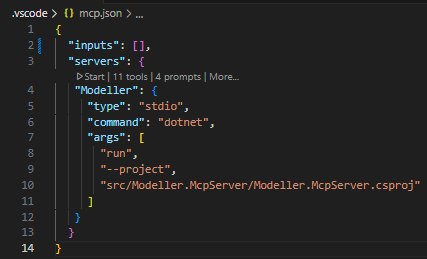 .vscode > {} mcp.json > ...
1 {
2 "inputs": [],
3 "servers": {
Start | 11 tools | 4 prompts | More...
4 "Modeller": {
5 "type": "stdio",
6 "command": "dotnet",
7 "args": [
8 "run",
9 "--project",
10 "src/Modeller.McpServer/Modeller.McpServer.csproj"
11 ]
12 }
13 }
14 }